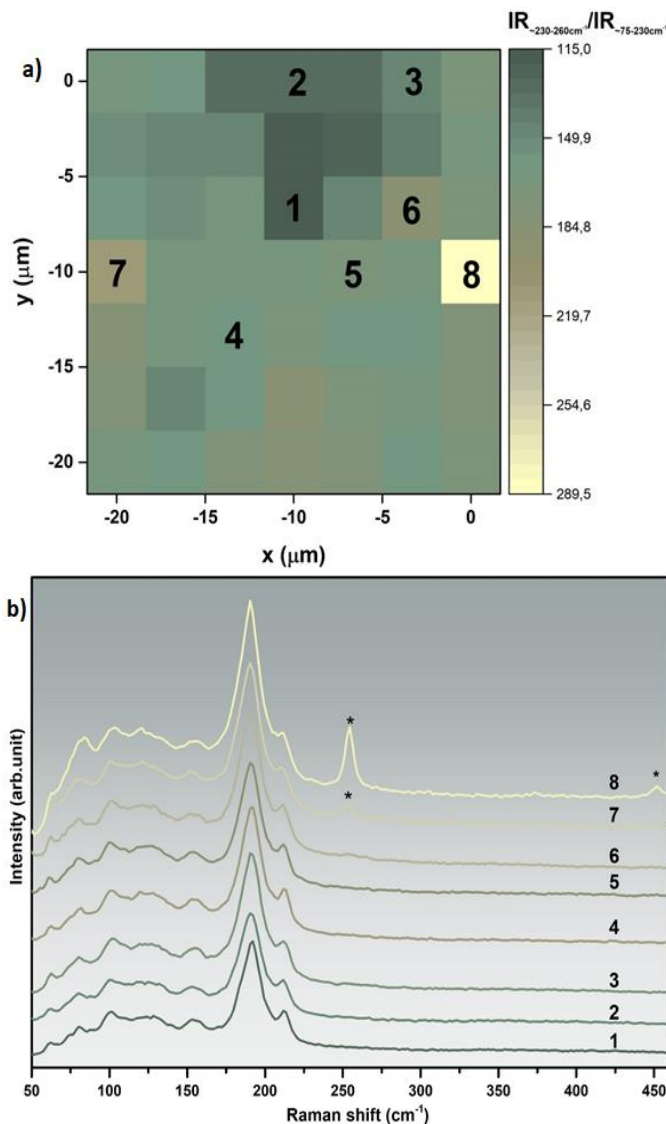 a)
IR~230-260cm⁻¹/IR~75-230cm⁻¹
115,0
149,9
184,8
219,7
254,6
289,5
2 3
1 6
7 5 8
4
0
-5
-10
-15
-20
y (μm)
-20 -15 -10 -5 0
x (μm)
b)
*
*
*
8
7
6
5
4
3
2
1
Intensity (arb.unit)
50 100 150 200 250 300 350 400 450
Raman shift (cm⁻¹)